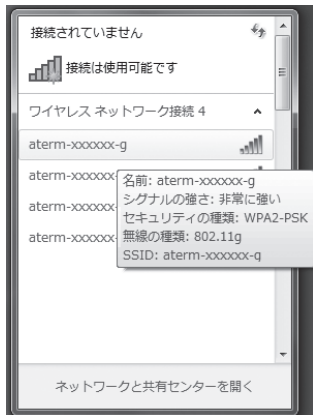 接続されていません
接続は使用可能です
ワイヤレス ネットワーク接続 4
aterm-xxxxxx-g
aterm-xxxxxx-
aterm-xxxxxx-
aterm-xxxxxx-
名前: aterm-xxxxxx-g
シグナルの強さ: 非常に強い
セキュリティの種類: WPA2-PSK
無線の種類: 802.11g
SSID: aterm-xxxxxx-g
ネットワークと共有センターを開く